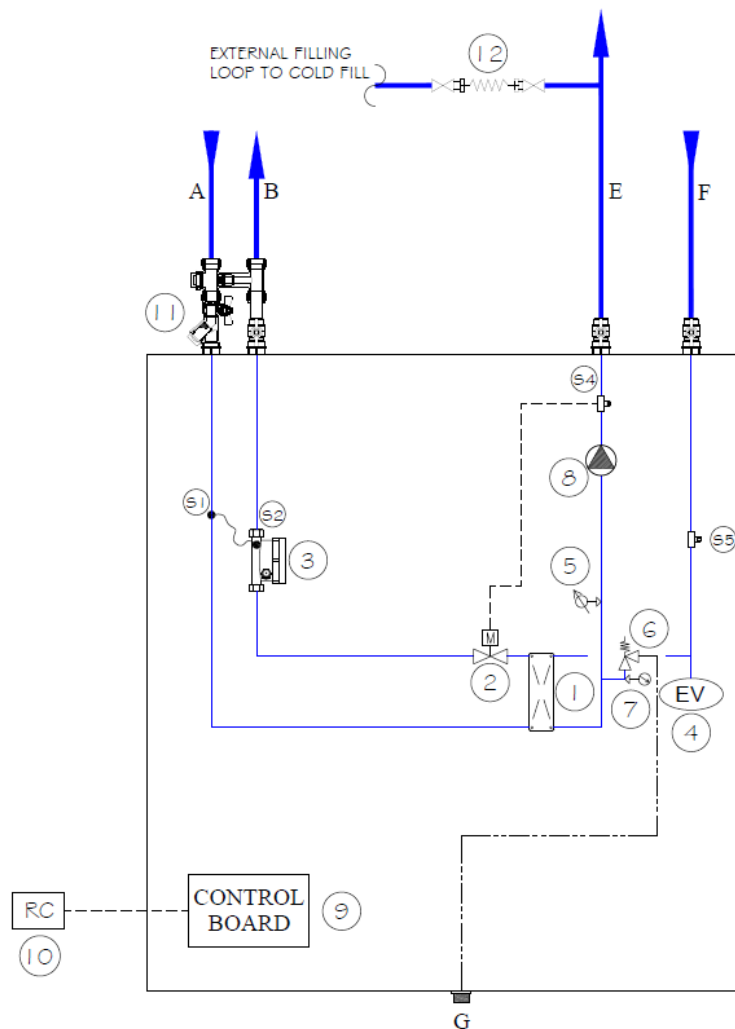 EXTERNAL FILLING
LOOP TO COLD FILL
12
A
B
E
F
11
S4
8
S1
S2
3
S5
5
6
M
2
1
7
EV
4
CONTROL
BOARD
9
RC
10
G